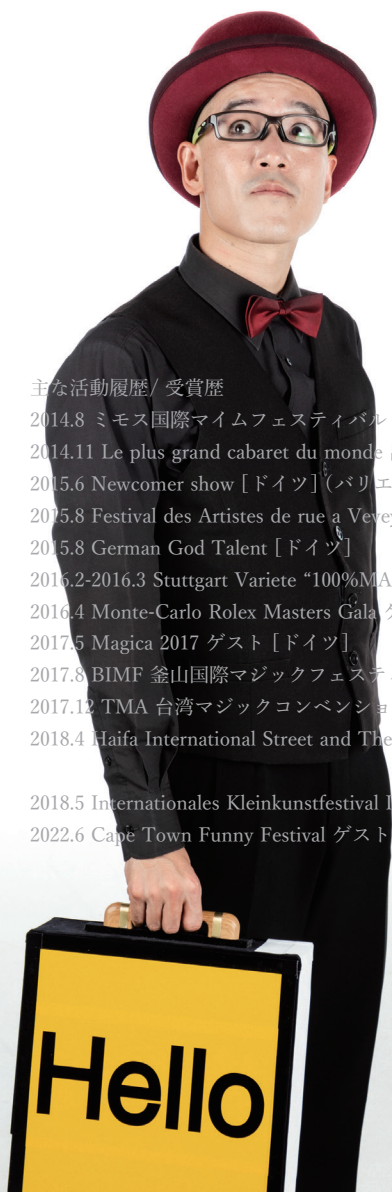 主な活動履歴/ 受賞歴
2014.8 ミモス国際マイムフェスティバル
2014.11 Le plus grand cabaret du monde
2015.6 Newcomer show [ドイツ] (バリエ
2015.8 Festival des Artistes de rue a Vevey
2015.8 German God Talent [ドイツ]
2016.2-2016.3 Stuttgart Variete “100%MA
2016.4 Monte-Carlo Rolex Masters Gala
2017.5 Magica 2017 ゲスト [ドイツ]
2017.8 BIMF 釜山国際マジックフェステ
2017.12 TMA 台湾マジックコンベンショ
2018.4 Haifa International Street and The
2018.5 Internationales Kleinkunstfestival
2022.6 Cape Town Funny Festival ゲスト
Hello